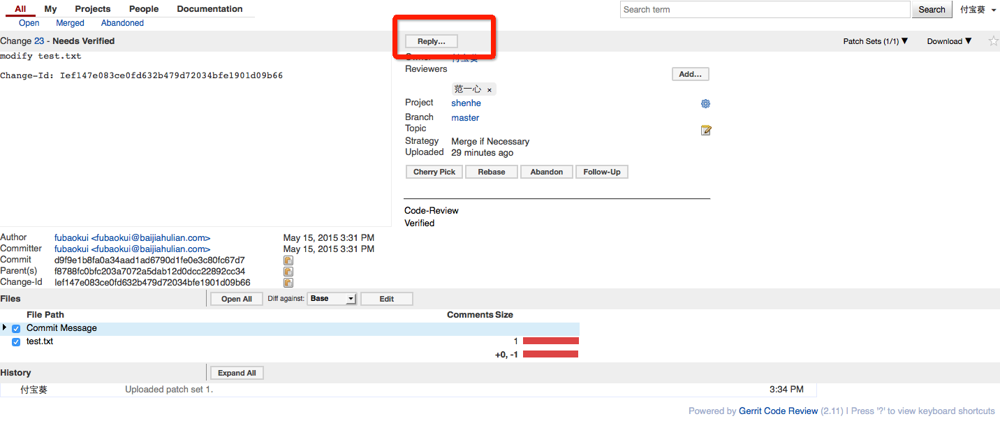 All My Projects People Documentation Search term Search 付宝葵
Open Merged Abandoned
Change 23 - Needs Verified Reply... Patch Sets (1/1) ▼ Download ▼
modify test.txt
Change-Id: Ief147e083ce0fd632b479d72034bfe1901d09b66
Owner 付宝葵
Reviewers Add...
范一心 ×
Project shenhe
Branch master
Topic
Strategy Merge if Necessary
Uploaded 29 minutes ago
Cherry Pick Rebase Abandon Follow-Up
Code-Review
Verified
Author fubaokui <fubaokui@baijiahulian.com> May 15, 2015 3:31 PM
Committer fubaokui <fubaokui@baijiahulian.com> May 15, 2015 3:31 PM
Commit d9f9e1b8fa0a34aad1ad6790d1fe0e3c80fc67d7
Parent(s) f8788fc0bfc203a7072a5dab12d0dcc22892cc34
Change-Id Ief147e083ce0fd632b479d72034bfe1901d09b66
Files Open All Diff against: Base Edit
File Path Comments Size
Commit Message
test.txt 1
+0, -1
History Expand All
付宝葵 Uploaded patch set 1. 3:34 PM
Powered by Gerrit Code Review (2.11) | Press '?' to view keyboard shortcuts